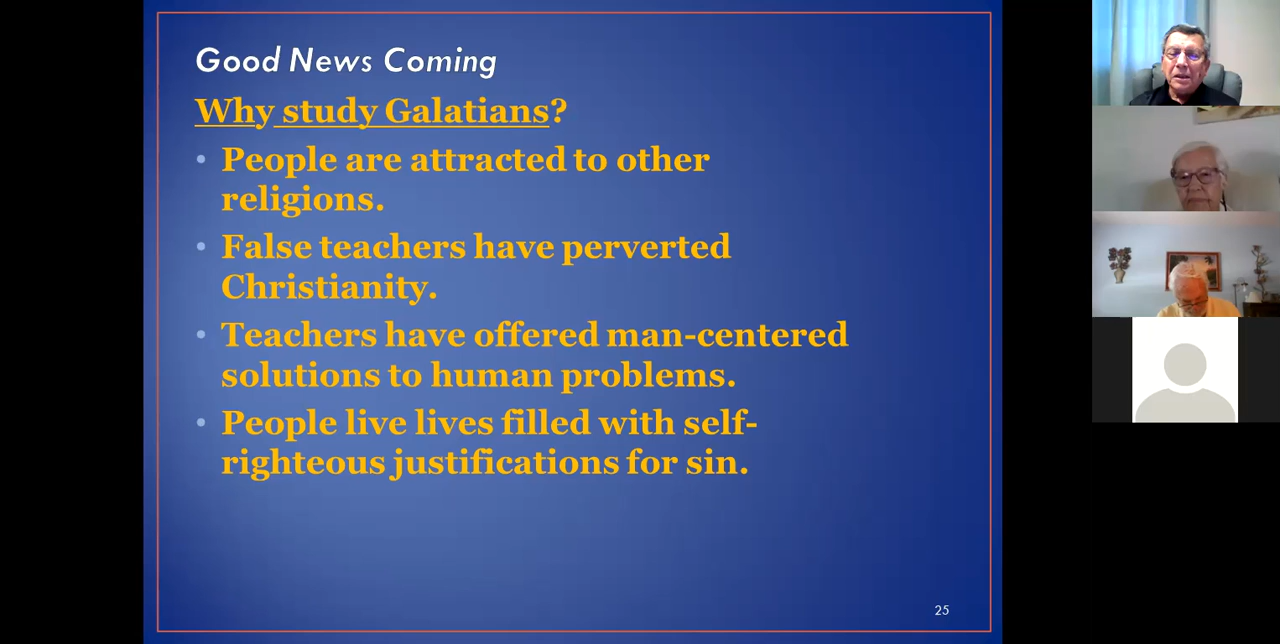 Good News Coming
Why study Galatians?
• People are attracted to other
religions.
• False teachers have perverted
Christianity.
• Teachers have offered man-centered
solutions to human problems.
• People live lives filled with self-
righteous justifications for sin.
25